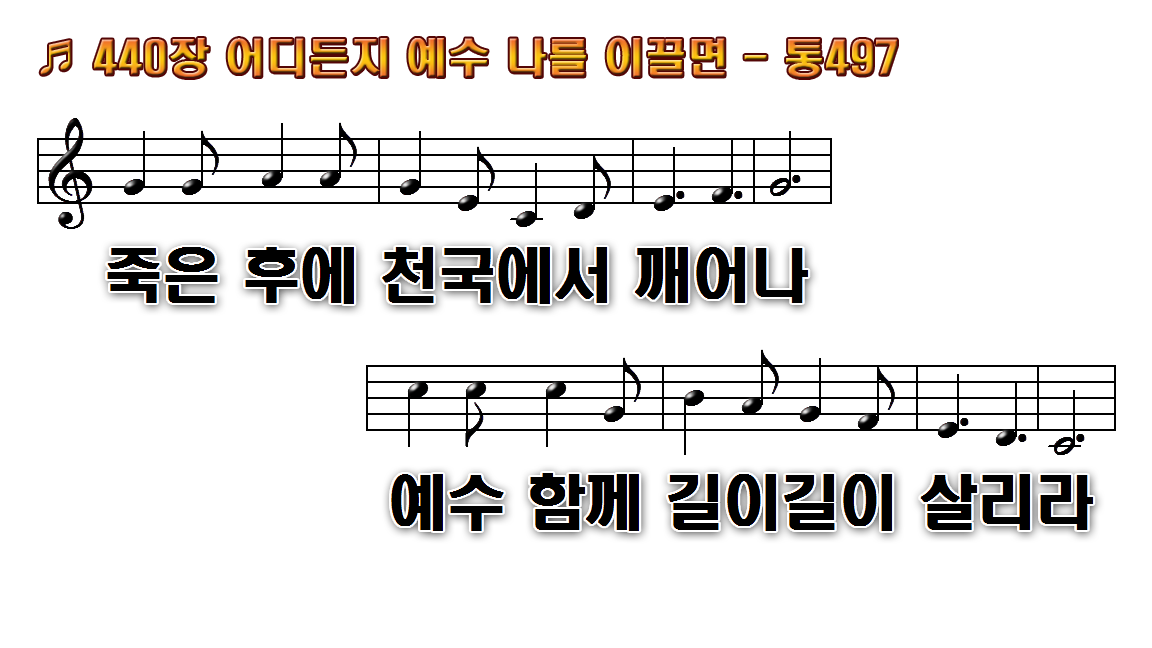 ♬ 440장 어디든지 예수 나를 이끌면 - 통497
죽은 후에 천국에서 깨어나
예수 함께 길이길이 살리라